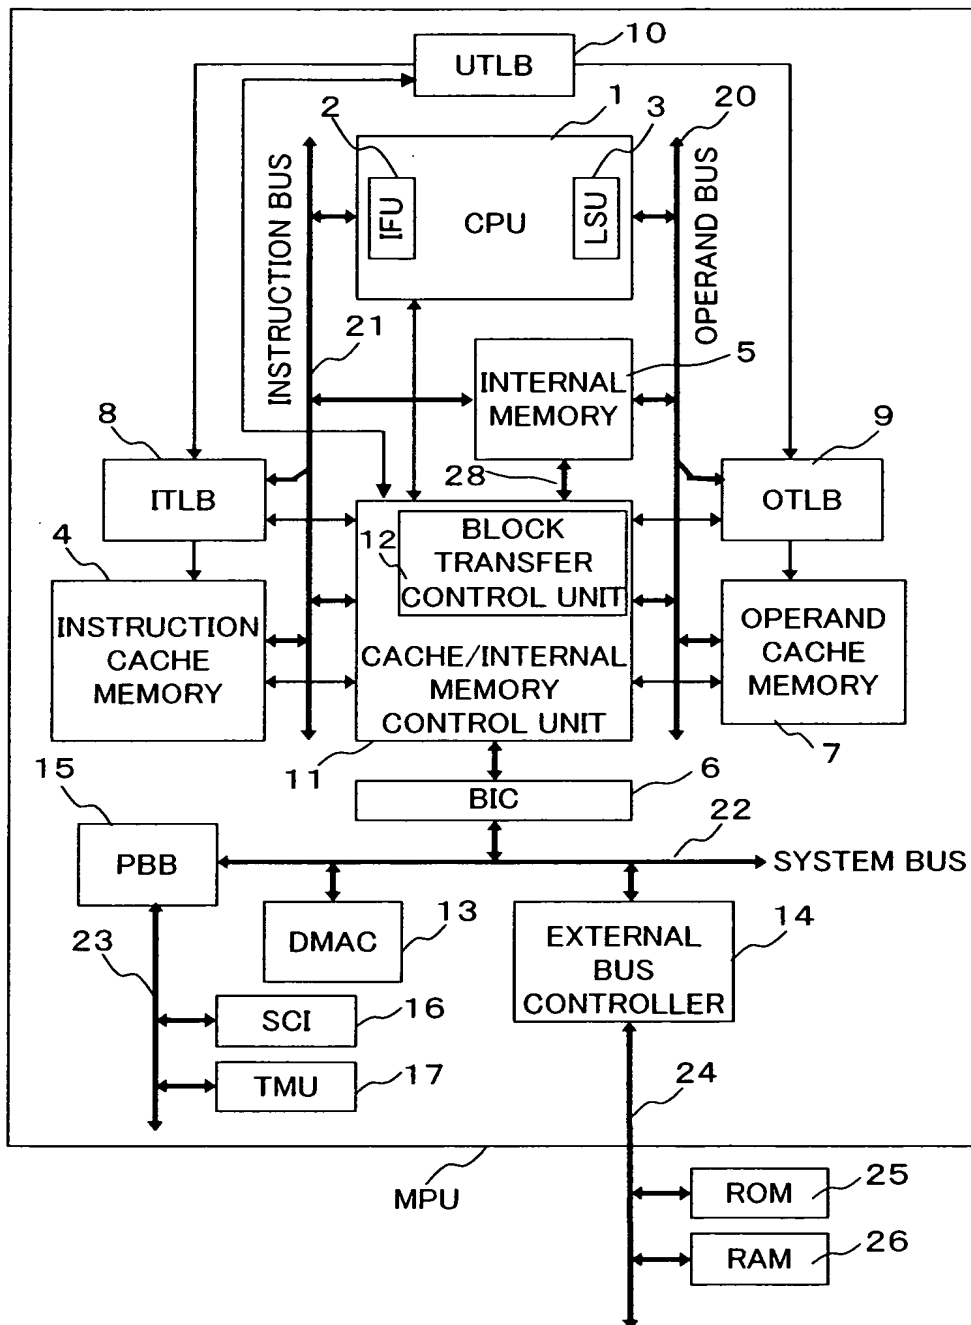 10
UTLB
2
1
3
20
INSTRUCTION BUS
IFU
CPU
LSU
OPERAND BUS
21
5
INTERNAL
MEMORY
8
9
ITLB
28
OTLB
4
12
BLOCK
TRANSFER
CONTROL UNIT
INSTRUCTION
CACHE
MEMORY
CACHE/INTERNAL
MEMORY
CONTROL UNIT
OPERAND
CACHE
MEMORY
11
7
15
6
BIC
22
PBB
SYSTEM BUS
13
DMAC
14
EXTERNAL
BUS
CONTROLLER
23
SCI
16
TMU
17
24
MPU
ROM
25
RAM
26